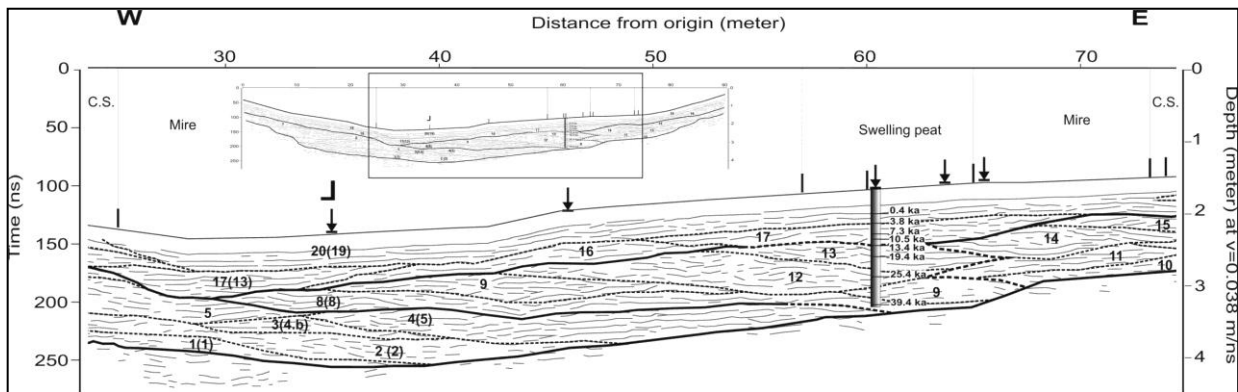 W Distance from origin (meter) E
30 40 50 60 70
Time (ns)
0
50
100
150
200
250
Depth (meter) at v=0.038 m/ns
0
1
2
3
4
C.S. C.S.
Mire Swelling peat Mire
J
J
0.4 ka
3.8 ka
7.3 ka
10.5 ka
13.4 ka
19.4 ka
25.4 ka
39.4 ka
20(19) 16 17 13 14 15
17(13) 9 12 11 10
8(8) 9
5 3(4.b) 4(5)
1(1) 2 (2)